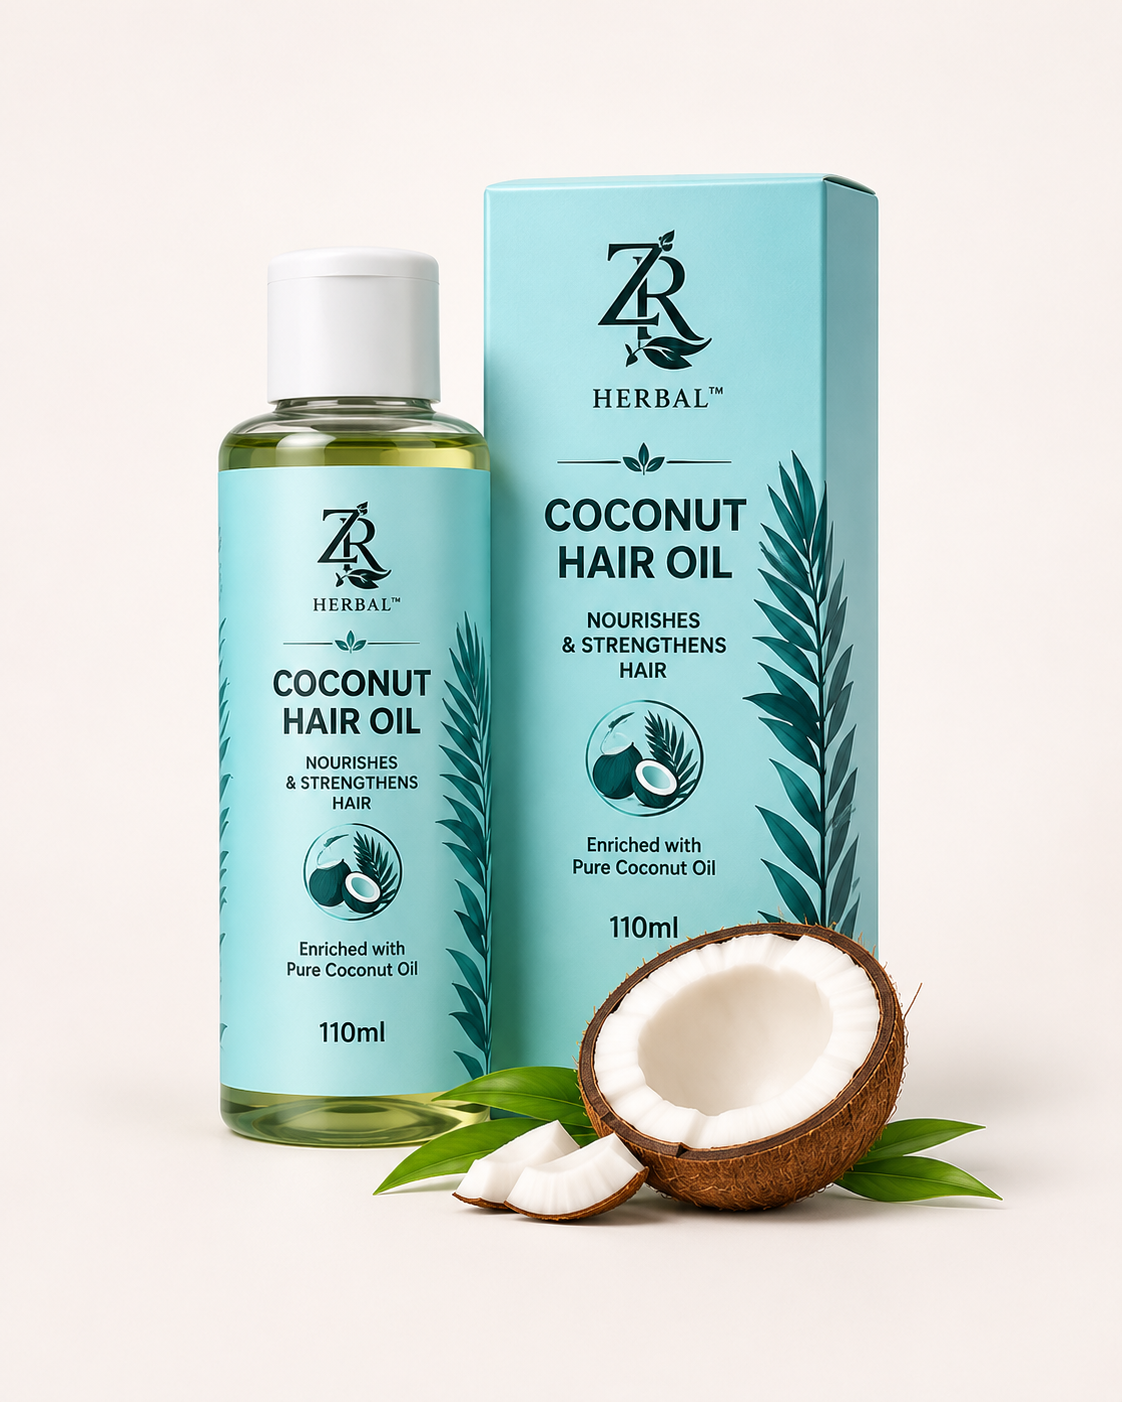 ZR
HERBAL™
COCONUT
HAIR OIL
NOURISHES
& STRENGTHENS
HAIR
Enriched with
Pure Coconut Oil
110ml
ZR
HERBAL™
COCONUT
HAIR OIL
NOURISHES
& STRENGTHENS
HAIR
Enriched with
Pure Coconut Oil
110ml